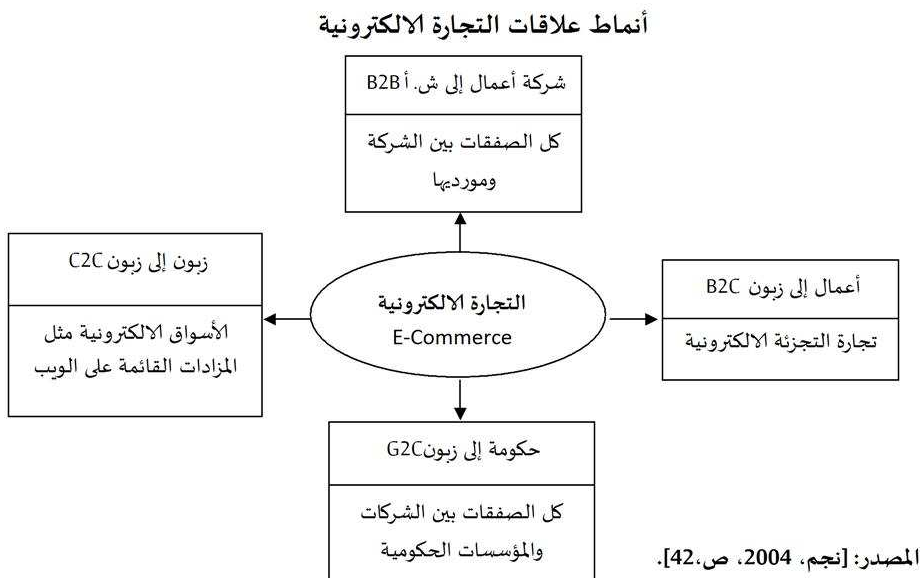 أنماط علاقات التجارة الالكترونية
شركة أعمال إلى ش. أ B2B
كل الصفقات بين الشركة
ومورديها
زبون إلى زبون C2C
الأسواق الالكترونية مثل
المزادات القائمة على الويب
التجارة الالكترونية
E-Commerce
أعمال إلى زبون B2C
تجارة التجزئة الالكترونية
حكومة إلى زبون G2C
كل الصفقات بين الشركات
والمؤسسات الحكومية
المصدر: [نجم، 2004، ص،42].